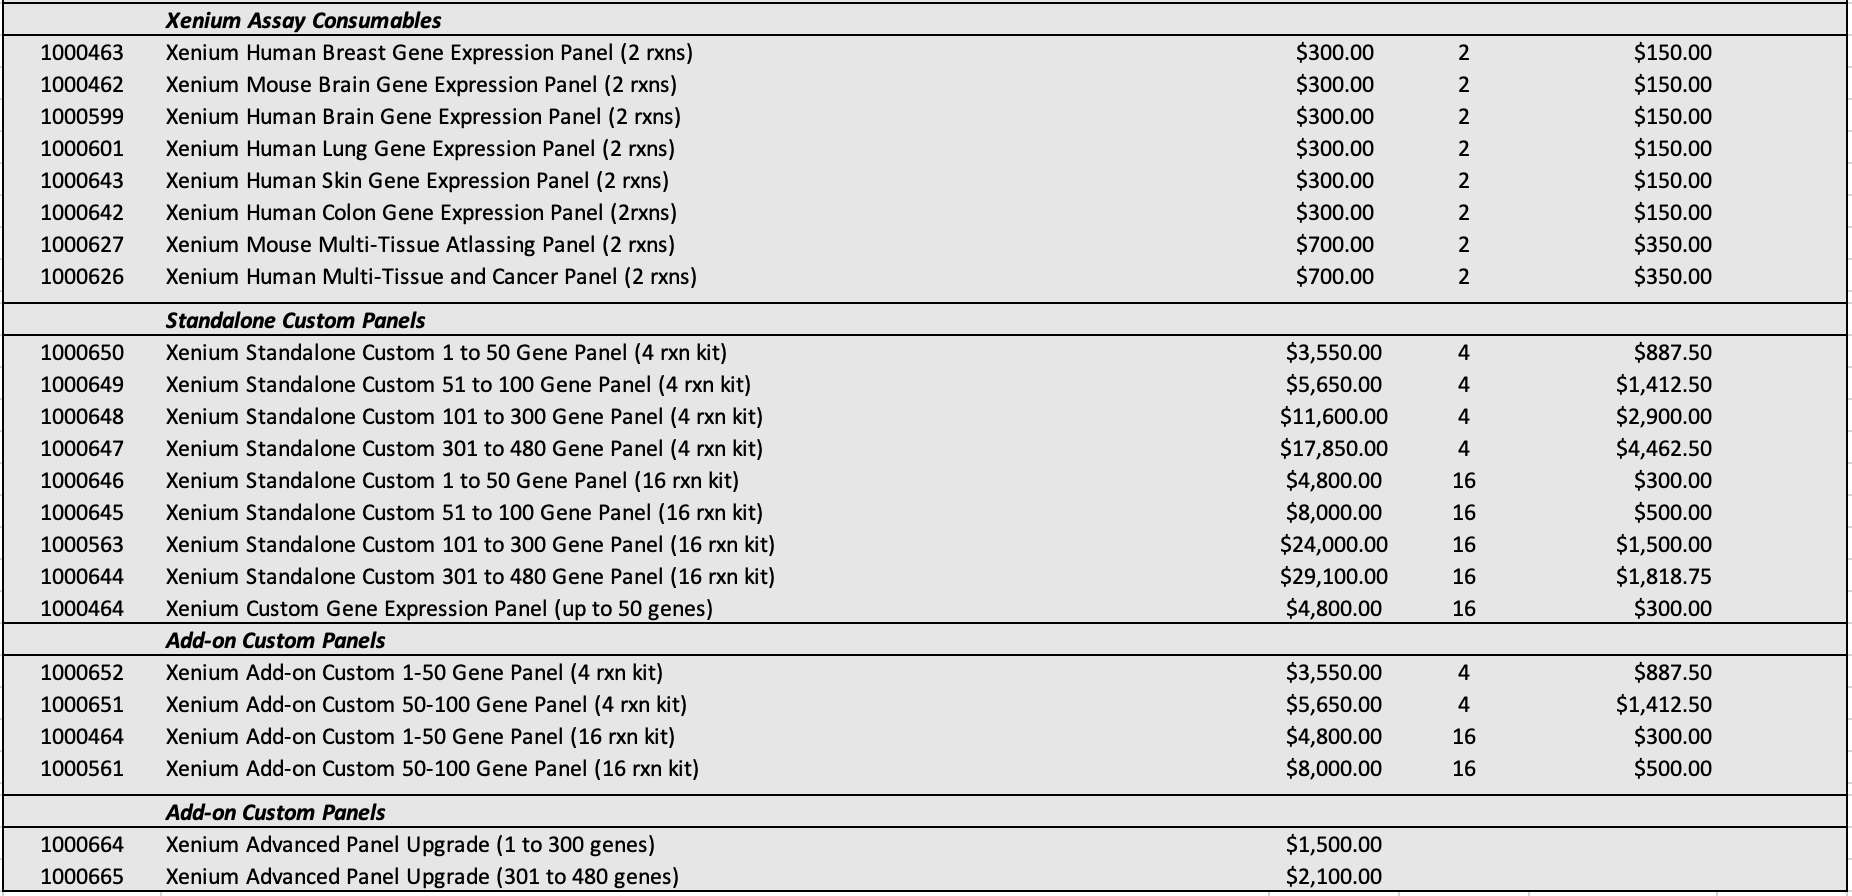 Xenium Assay Consumables
1000463 Xenium Human Breast Gene Expression Panel (2 rxns) $300.00 2 $150.00
1000462 Xenium Mouse Brain Gene Expression Panel (2 rxns) $300.00 2 $150.00
1000599 Xenium Human Brain Gene Expression Panel (2 rxns) $300.00 2 $150.00
1000601 Xenium Human Lung Gene Expression Panel (2 rxns) $300.00 2 $150.00
1000643 Xenium Human Skin Gene Expression Panel (2 rxns) $300.00 2 $150.00
1000642 Xenium Human Colon Gene Expression Panel (2rxns) $300.00 2 $150.00
1000627 Xenium Mouse Multi-Tissue Atlassing Panel (2 rxns) $700.00 2 $350.00
1000626 Xenium Human Multi-Tissue and Cancer Panel (2 rxns) $700.00 2 $350.00
Standalone Custom Panels
1000650 Xenium Standalone Custom 1 to 50 Gene Panel (4 rxn kit) $3,550.00 4 $887.50
1000649 Xenium Standalone Custom 51 to 100 Gene Panel (4 rxn kit) $5,650.00 4 $1,412.50
1000648 Xenium Standalone Custom 101 to 300 Gene Panel (4 rxn kit) $11,600.00 4 $2,900.00
1000647 Xenium Standalone Custom 301 to 480 Gene Panel (4 rxn kit) $17,850.00 4 $4,462.50
1000646 Xenium Standalone Custom 1 to 50 Gene Panel (16 rxn kit) $4,800.00 16 $300.00
1000645 Xenium Standalone Custom 51 to 100 Gene Panel (16 rxn kit) $8,000.00 16 $500.00
1000563 Xenium Standalone Custom 101 to 300 Gene Panel (16 rxn kit) $24,000.00 16 $1,500.00
1000644 Xenium Standalone Custom 301 to 480 Gene Panel (16 rxn kit) $29,100.00 16 $1,818.75
1000464 Xenium Custom Gene Expression Panel (up to 50 genes) $4,800.00 16 $300.00
Add-on Custom Panels
1000652 Xenium Add-on Custom 1-50 Gene Panel (4 rxn kit) $3,550.00 4 $887.50
1000651 Xenium Add-on Custom 50-100 Gene Panel (4 rxn kit) $5,650.00 4 $1,412.50
1000464 Xenium Add-on Custom 1-50 Gene Panel (16 rxn kit) $4,800.00 16 $300.00
1000561 Xenium Add-on Custom 50-100 Gene Panel (16 rxn kit) $8,000.00 16 $500.00
Add-on Custom Panels
1000664 Xenium Advanced Panel Upgrade (1 to 300 genes) $1,500.00
1000665 Xenium Advanced Panel Upgrade (301 to 480 genes) $2,100.00